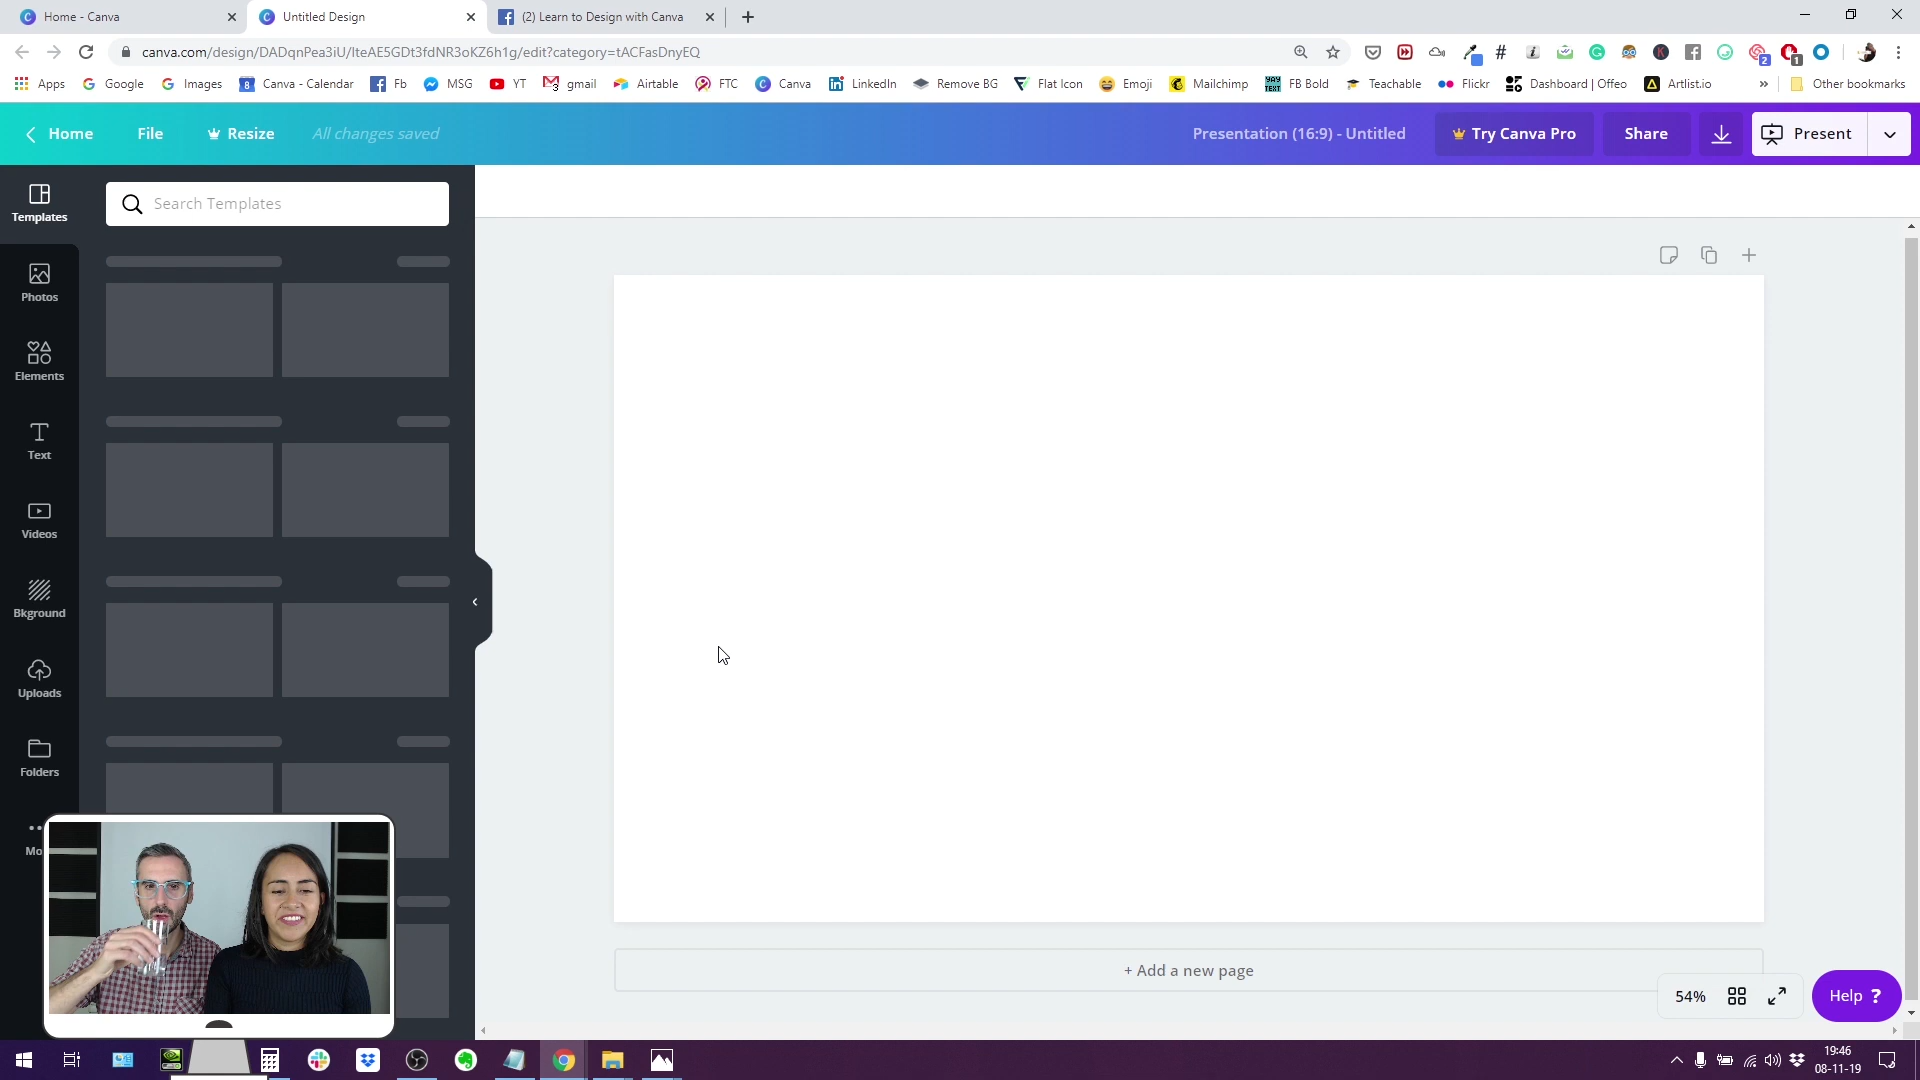 Home - Canva
Untitled Design
(2) Learn to Design with Canva
canva.com/design/DADqnPea3iU/IteAE5GDt3fdNR3oKZ6h1g/edit?category=tACFasDnyEQ
Apps
Google
Images
Canva - Calendar
Fb
MSG
YT
gmail
Airtable
FTC
Canva
LinkedIn
Remove BG
Flat Icon
Emoji
Mailchimp
FB Bold
Teachable
Flickr
Dashboard | Offeo
Artlist.io
Other bookmarks
Home
File
Resize
All changes saved
Presentation (16:9) - Untitled
Try Canva Pro
Share
Present
Templates
Search Templates
Photos
Elements
Text
Videos
Bkground
Uploads
Folders
Mo
+ Add a new page
54%
Help ?
19:46
08-11-19